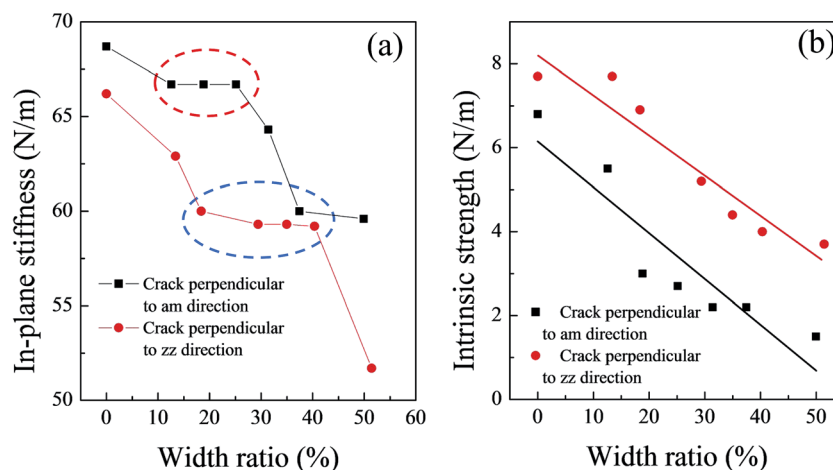 (a)
In-plane stiffness (N/m)
70
65
60
55
50
Crack perpendicular
to am direction
Crack perpendicular
to zz direction
0 10 20 30 40 50 60
Width ratio (%)
(b)
Intrinsic strength (N/m)
8
6
4
2
0
Crack perpendicular
to am direction
Crack perpendicular
to zz direction
0 10 20 30 40 50
Width ratio (%)